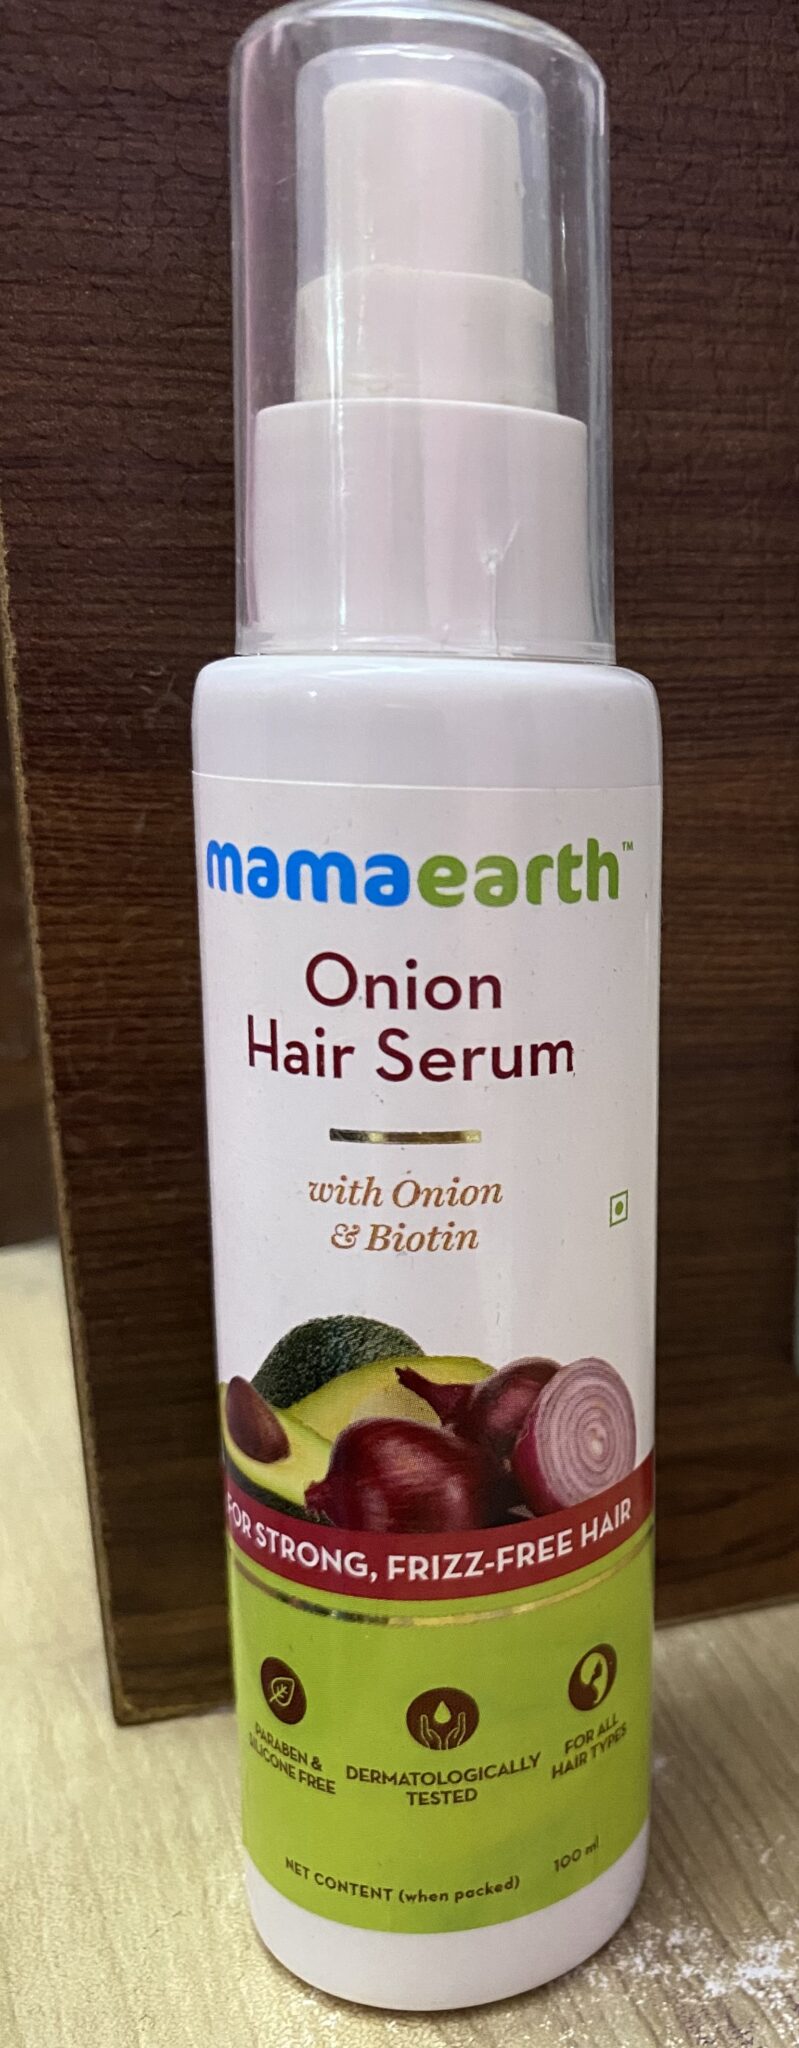 mamaearth™
Onion
Hair Serum
with Onion
& Biotin
FOR STRONG, FRIZZ-FREE HAIR
PARABEN &
SILICONE FREE
DERMATOLOGICALLY
TESTED
FOR ALL
HAIR TYPES
NET CONTENT (when packed) 100 ml